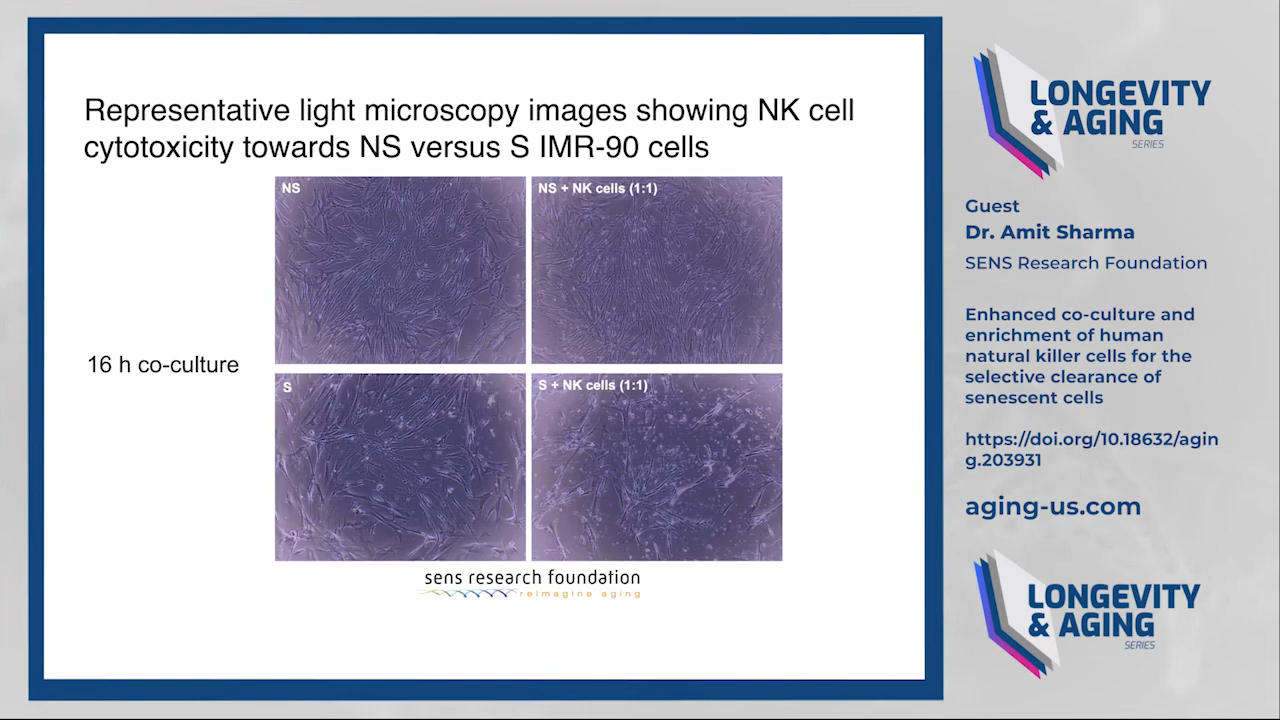 Representative light microscopy images showing NK cell
cytotoxicity towards NS versus S IMR-90 cells
NS
NS + NK cells (1:1)
16 h co-culture
S
S + NK cells (1:1)
sens research foundation
reimagine aging
LONGEVITY
& AGING
SERIES
Guest
Dr. Amit Sharma
SENS Research Foundation
Enhanced co-culture and
enrichment of human
natural killer cells for the
selective clearance of
senescent cells
https://doi.org/10.18632/agin
g.203931
aging-us.com
LONGEVITY
& AGING
SERIES